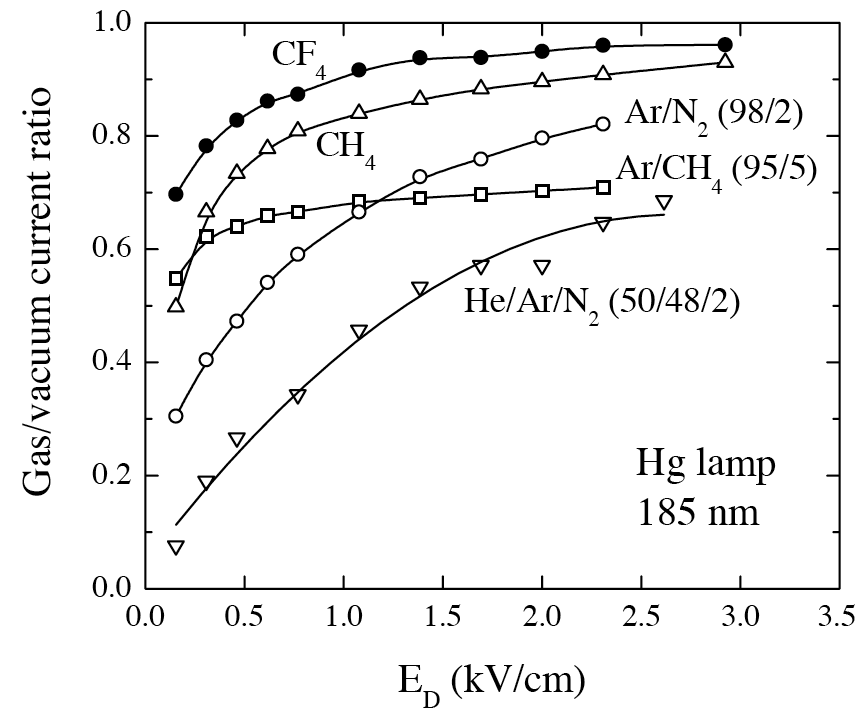 Gas/vacuum current ratio
1.0
0.8
0.6
0.4
0.2
0.0
CF₄
CH₄
Ar/N₂ (98/2)
Ar/CH₄ (95/5)
He/Ar/N₂ (50/48/2)
Hg lamp
185 nm
0.0 0.5 1.0 1.5 2.0 2.5 3.0 3.5
E_D (kV/cm)